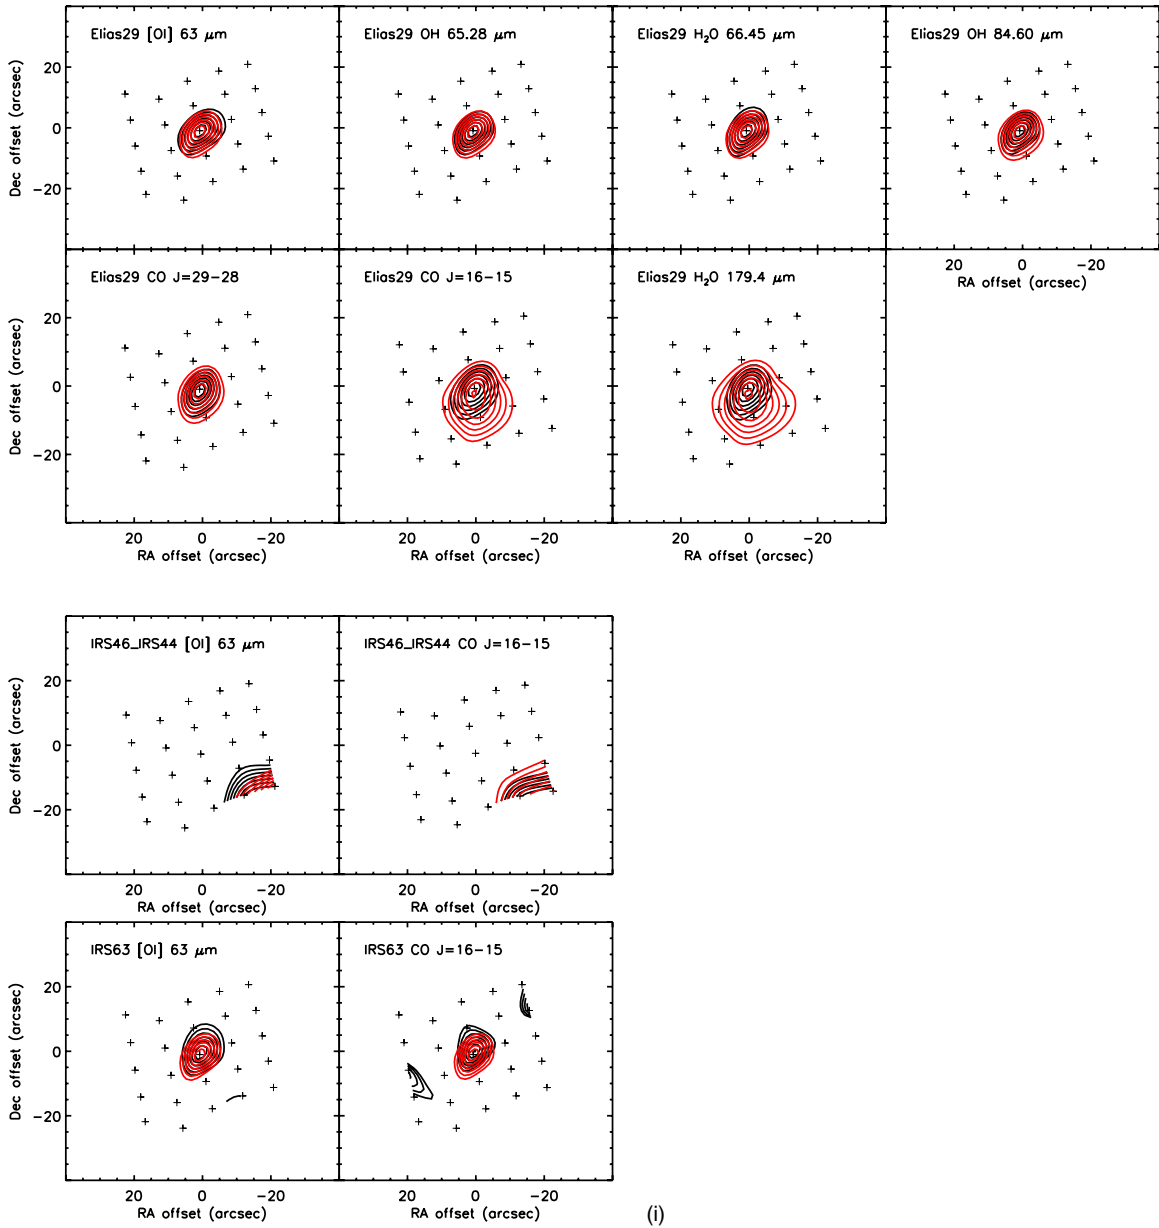 Elias29 [OI] 63 μm
Elias29 OH 65.28 μm
Elias29 H₂O 66.45 μm
Elias29 OH 84.60 μm
20
0
−20
Dec offset (arcsec)
20 0 −20
RA offset (arcsec)
Elias29 CO J=29−28
Elias29 CO J=16−15
Elias29 H₂O 179.4 μm
20
0
−20
Dec offset (arcsec)
20 0 −20
20 0 −20
20 0 −20
RA offset (arcsec)
RA offset (arcsec)
RA offset (arcsec)
IRS46_IRS44 [OI] 63 μm
IRS46_IRS44 CO J=16−15
20
0
−20
Dec offset (arcsec)
20 0 −20
20 0 −20
RA offset (arcsec)
RA offset (arcsec)
IRS63 [OI] 63 μm
IRS63 CO J=16−15
20
0
−20
Dec offset (arcsec)
20 0 −20
20 0 −20
RA offset (arcsec)
RA offset (arcsec)
(i)